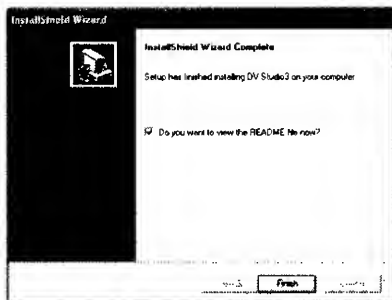 InstallShield Wizard
InstallShield Wizard Complete
Setup has finished installing DV Studio3 on your computer
Do you want to view the README file now?
Finish